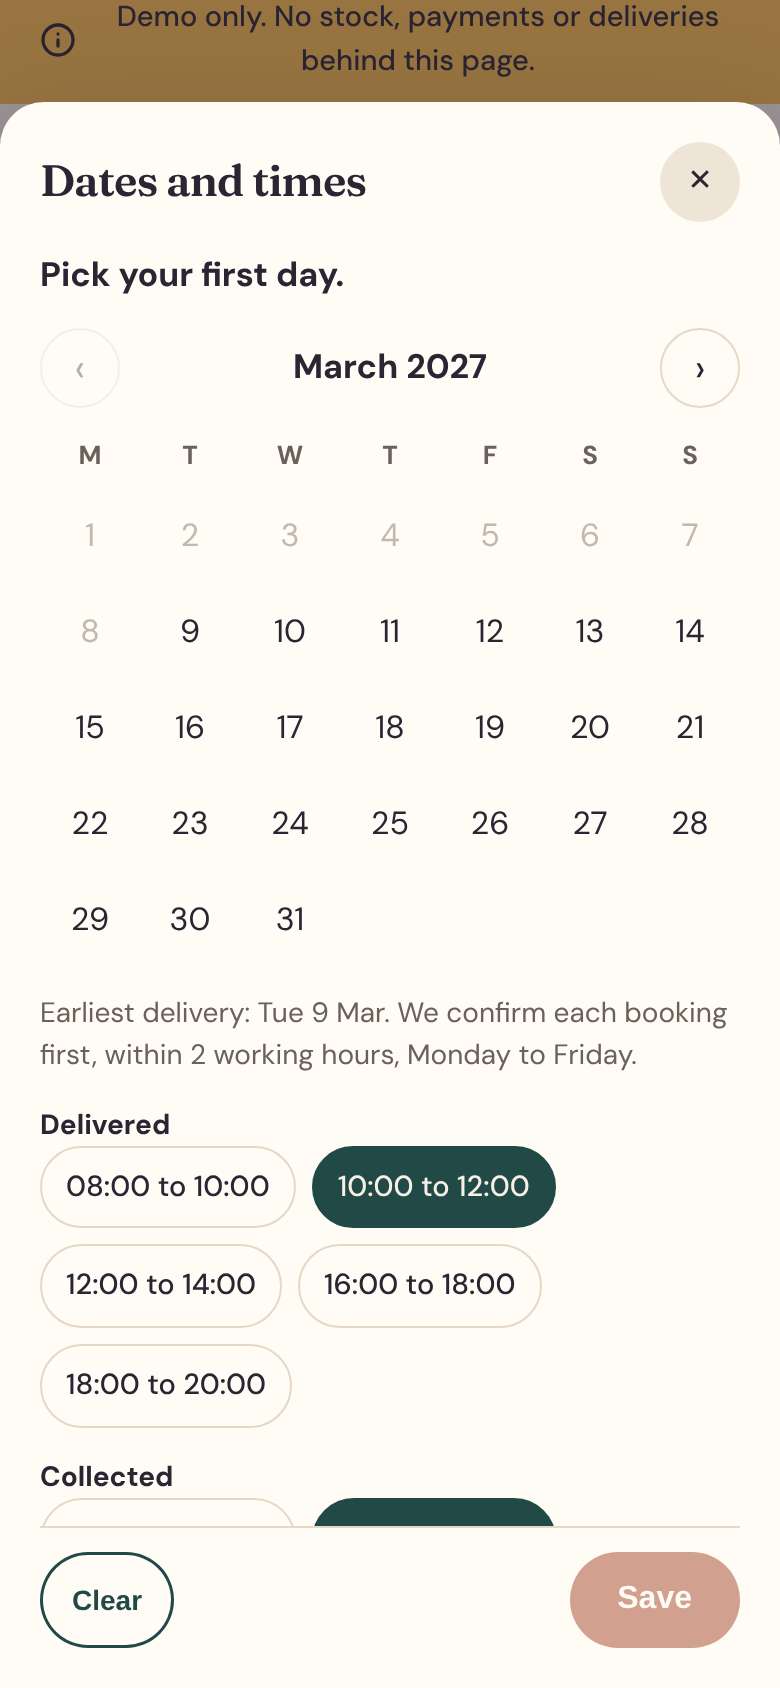 Demo only. No stock, payments or deliveries
behind this page.
Dates and times
×
Pick your first day.
‹ March 2027 ›
M T W T F S S
1 2 3 4 5 6 7
8 9 10 11 12 13 14
15 16 17 18 19 20 21
22 23 24 25 26 27 28
29 30 31
Earliest delivery: Tue 9 Mar. We confirm each booking
first, within 2 working hours, Monday to Friday.
Delivered
08:00 to 10:00 10:00 to 12:00
12:00 to 14:00 16:00 to 18:00
18:00 to 20:00
Collected
Clear Save